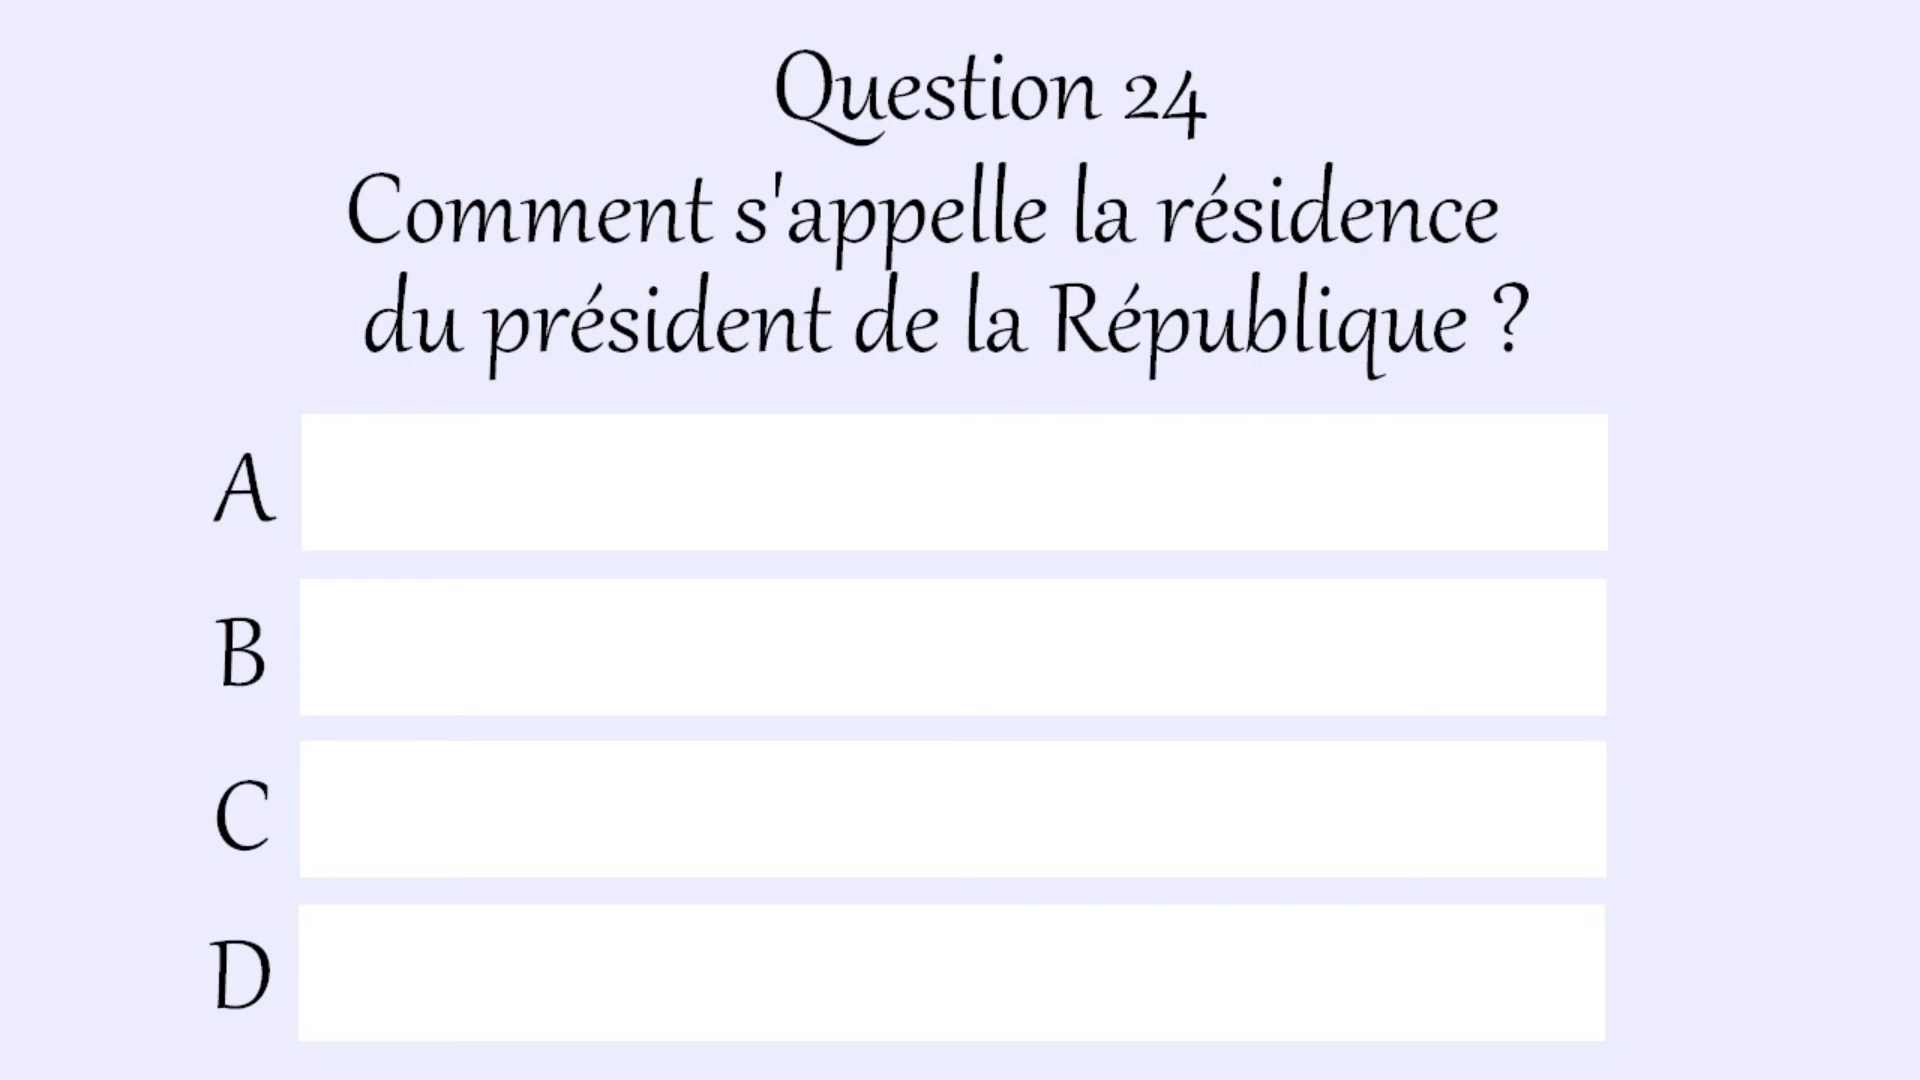 Question 24
Comment s'appelle la résidence
du président de la République ?
A
B
C
D